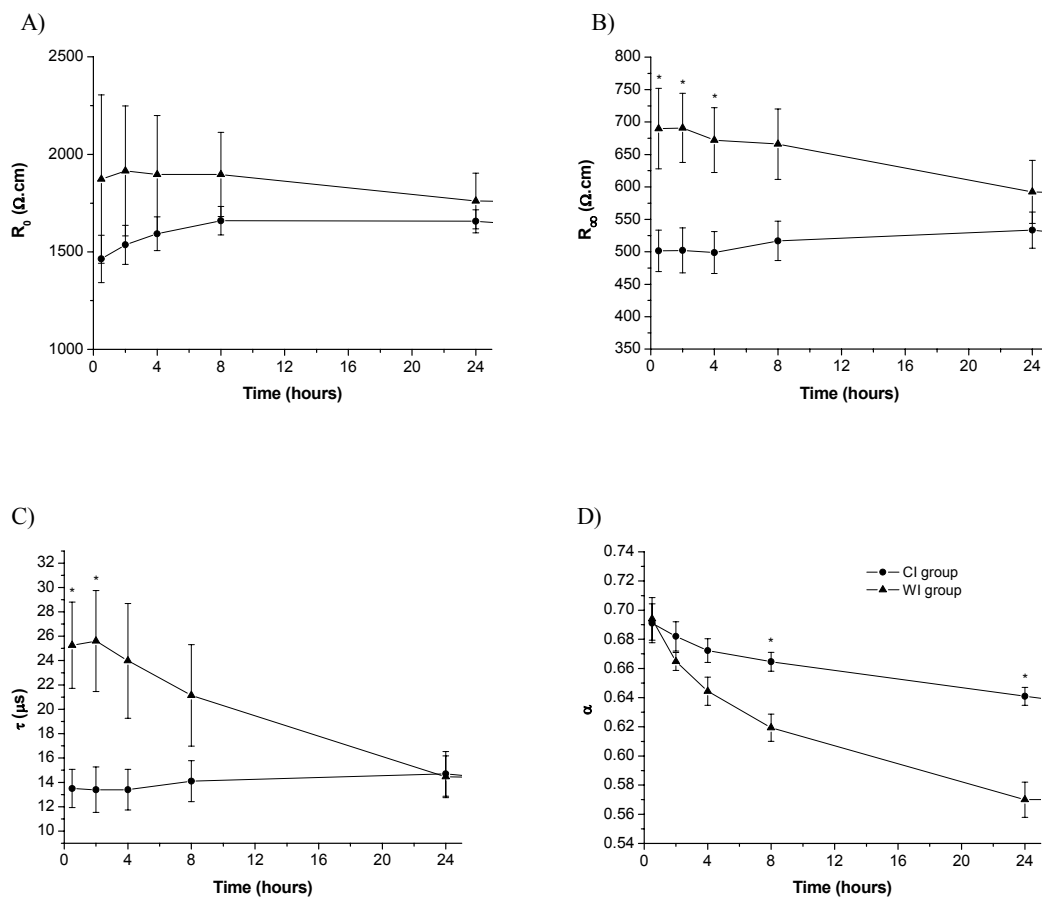 A)
2500
2000
1500
1000
R0 (Ω.cm)
0 4 8 12 16 20 24
Time (hours)
B)
800
750
700
650
600
550
500
450
400
350
R∞ (Ω.cm)
* * *
0 4 8 12 16 20 24
Time (hours)
C)
32
30
28
26
24
22
20
18
16
14
12
10
τ (μs)
* *
0 4 8 12 16 20 24
Time (hours)
D)
0.74
0.72
0.70
0.68
0.66
0.64
0.62
0.60
0.58
0.56
0.54
α
CI group
WI group
* *
0 4 8 12 16 20 24
Time (hours)